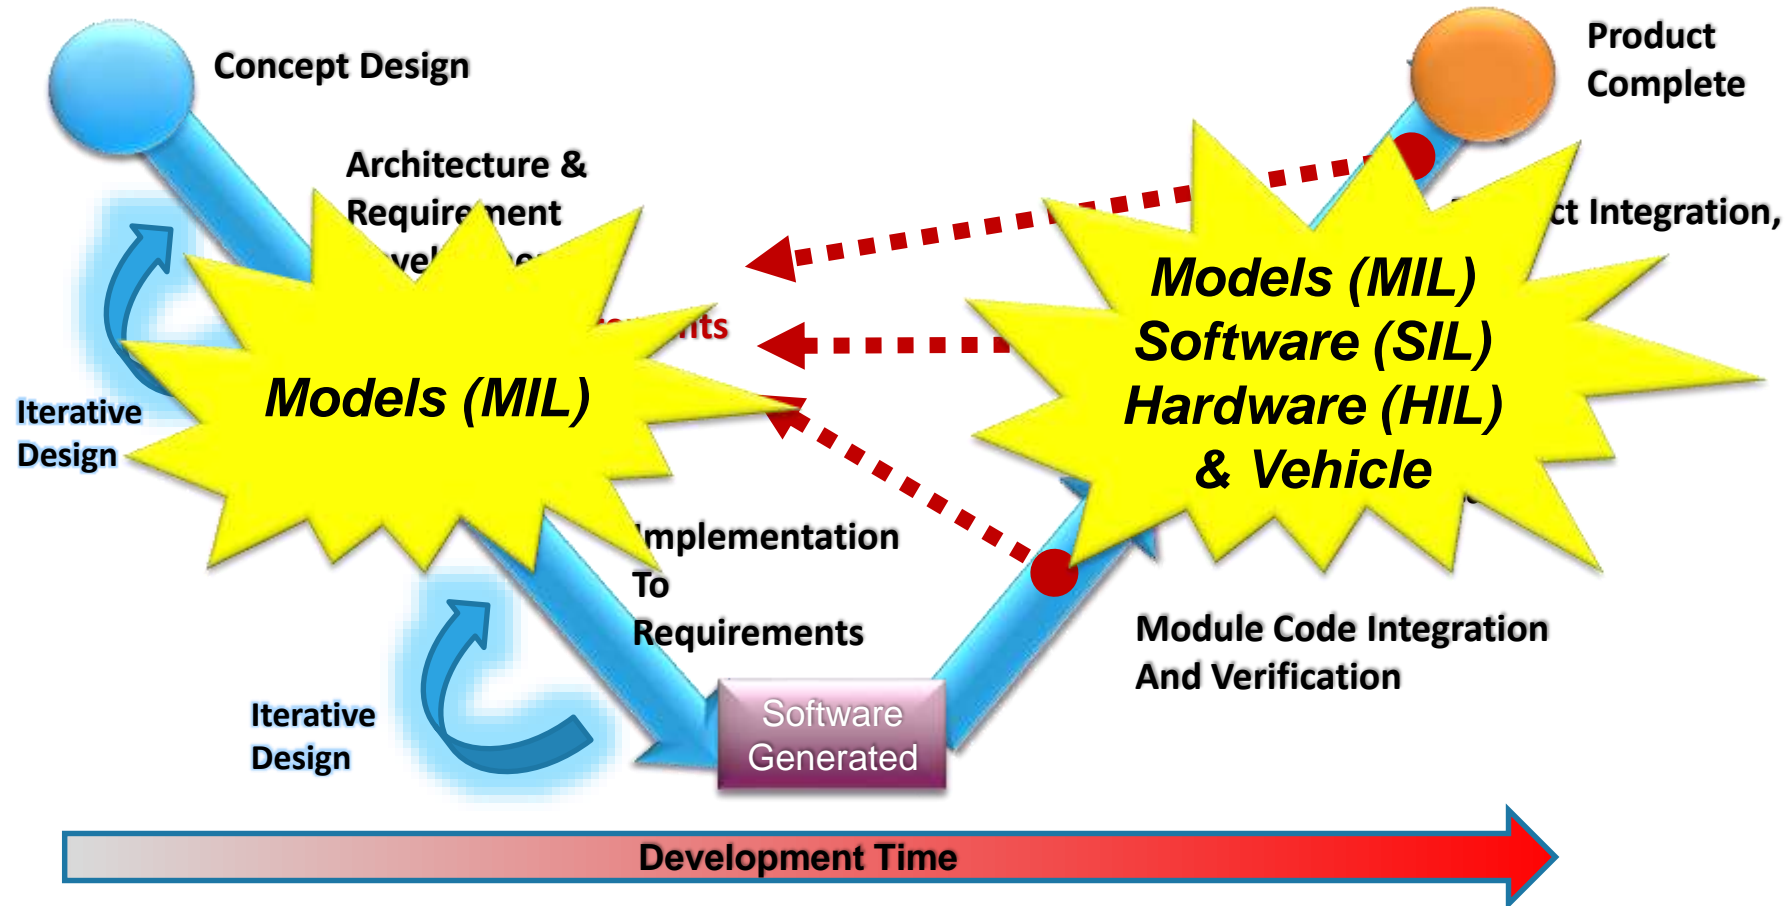 Concept Design
Product
Complete
Architecture &
Requirement
Integration,
Models (MIL)
Software (SIL)
Hardware (HIL)
& Vehicle
Models (MIL)
Iterative
Design
Implementation
To
Requirements
Module Code Integration
And Verification
Iterative
Design
Software
Generated
Development Time